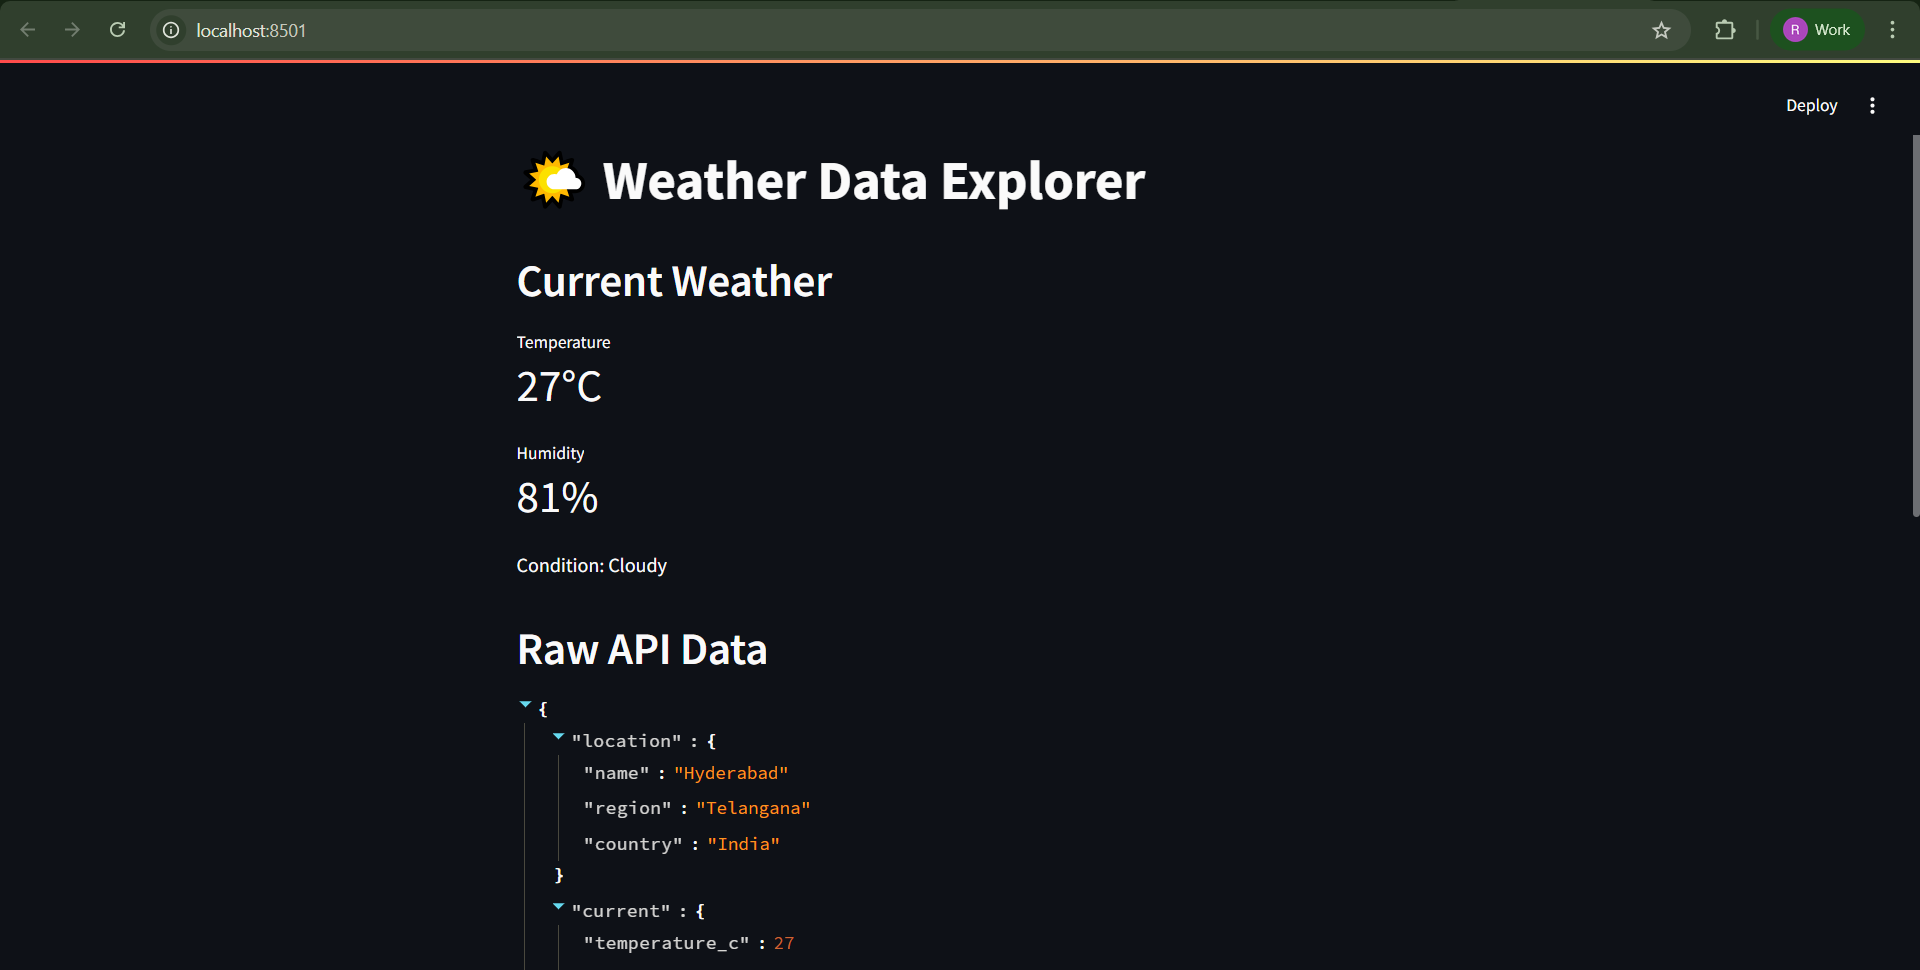 localhost:8501
R Work
Deploy
Weather Data Explorer
Current Weather
Temperature
27°C
Humidity
81%
Condition: Cloudy
Raw API Data
{
"location" : {
"name" : "Hyderabad"
"region" : "Telangana"
"country" : "India"
}
"current" : {
"temperature_c" : 27